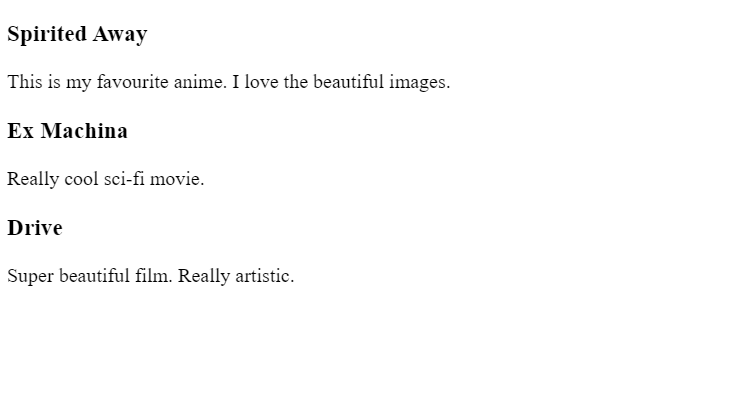 Spirited Away
This is my favourite anime. I love the beautiful images.
Ex Machina
Really cool sci-fi movie.
Drive
Super beautiful film. Really artistic.